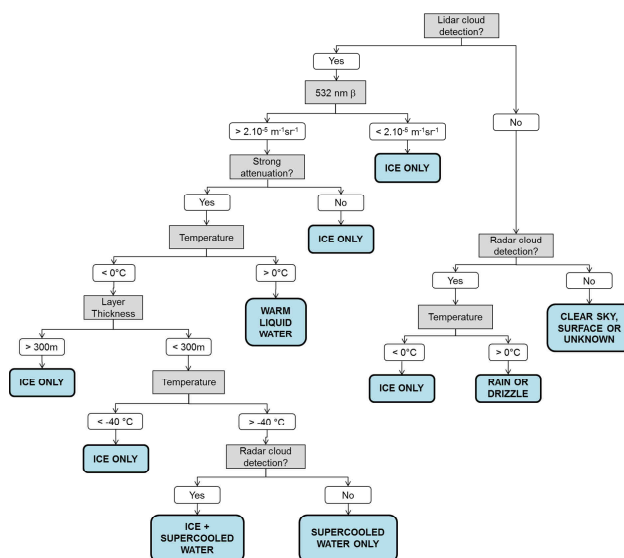 Lidar cloud
detection?
Yes
532 nm β
No
> 2.10⁻⁵ m⁻¹sr⁻¹
< 2.10⁻⁵ m⁻¹sr⁻¹
Strong
attenuation?
ICE ONLY
Yes
No
Temperature
ICE ONLY
Radar cloud
detection?
< 0°C
> 0°C
Yes
No
Layer
Thickness
WARM
LIQUID
WATER
Temperature
CLEAR SKY,
SURFACE OR
UNKNOWN
> 300m
< 300m
< 0°C
> 0°C
ICE ONLY
Temperature
ICE ONLY
RAIN OR
DRIZZLE
< -40 °C
> -40 °C
ICE ONLY
Radar cloud
detection?
Yes
No
ICE +
SUPERCOOLED
WATER
SUPERCOOLED
WATER ONLY